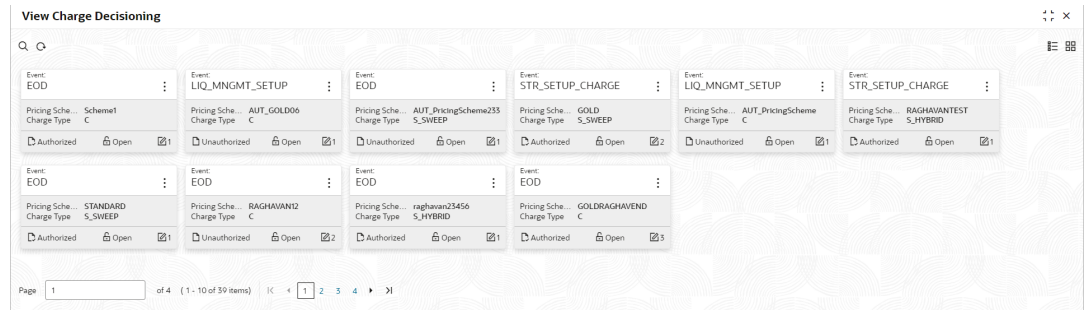 View Charge Decisioning
Event:
EOD
Pricing Sche... Scheme1
Charge Type C
Authorized Open 1
Event:
LIQ_MNGMT_SETUP
Pricing Sche... AUT_GOLD06
Charge Type C
Unauthorized Open 1
Event:
EOD
Pricing Sche... AUT_PricingScheme233
Charge Type S_SWEEP
Unauthorized Open 1
Event:
STR_SETUP_CHARGE
Pricing Sche... GOLD
Charge Type S_SWEEP
Authorized Open 2
Event:
LIQ_MNGMT_SETUP
Pricing Sche... AUT_PricingScheme
Charge Type C
Unauthorized Open 1
Event:
STR_SETUP_CHARGE
Pricing Sche... RAGHAVANTEST
Charge Type S_HYBRID
Authorized Open 1
Event:
EOD
Pricing Sche... STANDARD
Charge Type S_SWEEP
Authorized Open 1
Event:
EOD
Pricing Sche... RAGHAVAN12
Charge Type C
Unauthorized Open 2
Event:
EOD
Pricing Sche... raghavan23456
Charge Type S_HYBRID
Authorized Open 1
Event:
EOD
Pricing Sche... GOLDRAGHAVEND
Charge Type C
Authorized Open 3
Page 1 of 4 (1 - 10 of 39 items) 1 2 3 4